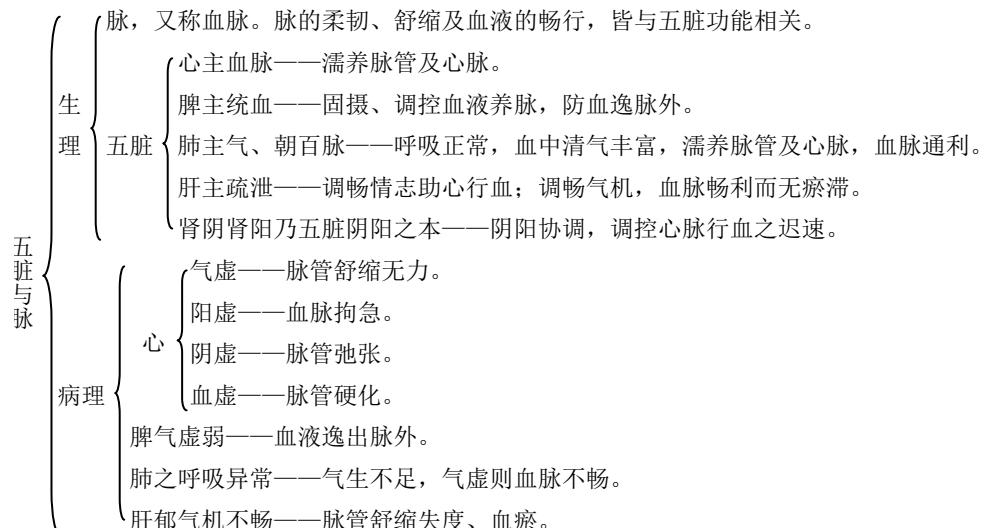 五脏与脉
生理
脉，又称血脉。脉的柔韧、舒缩及血液的畅行，皆与五脏功能相关。
五脏
心主血脉——濡养脉管及心脉。
脾主统血——固摄、调控血液养脉，防血逸脉外。
肺主气、朝百脉——呼吸正常，血中清气丰富，濡养脉管及心脉，血脉通利。
肝主疏泄——调畅情志助心行血；调畅气机，血脉畅利而无瘀滞。
肾阴肾阳乃五脏阴阳之本——阴阳协调，调控心脉行血之迟速。
病理
心
气虚——脉管舒缩无力。
阳虚——血脉拘急。
阴虚——脉管弛张。
血虚——脉管硬化。
脾气虚弱——血液逸出脉外。
肺之呼吸异常——气生不足，气虚则血脉不畅。
肝郁气机不畅——脉管舒缩失度、血瘀。